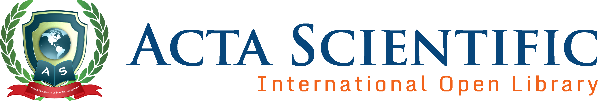 ACTA SCIENTIFIC
International Open Library
A S